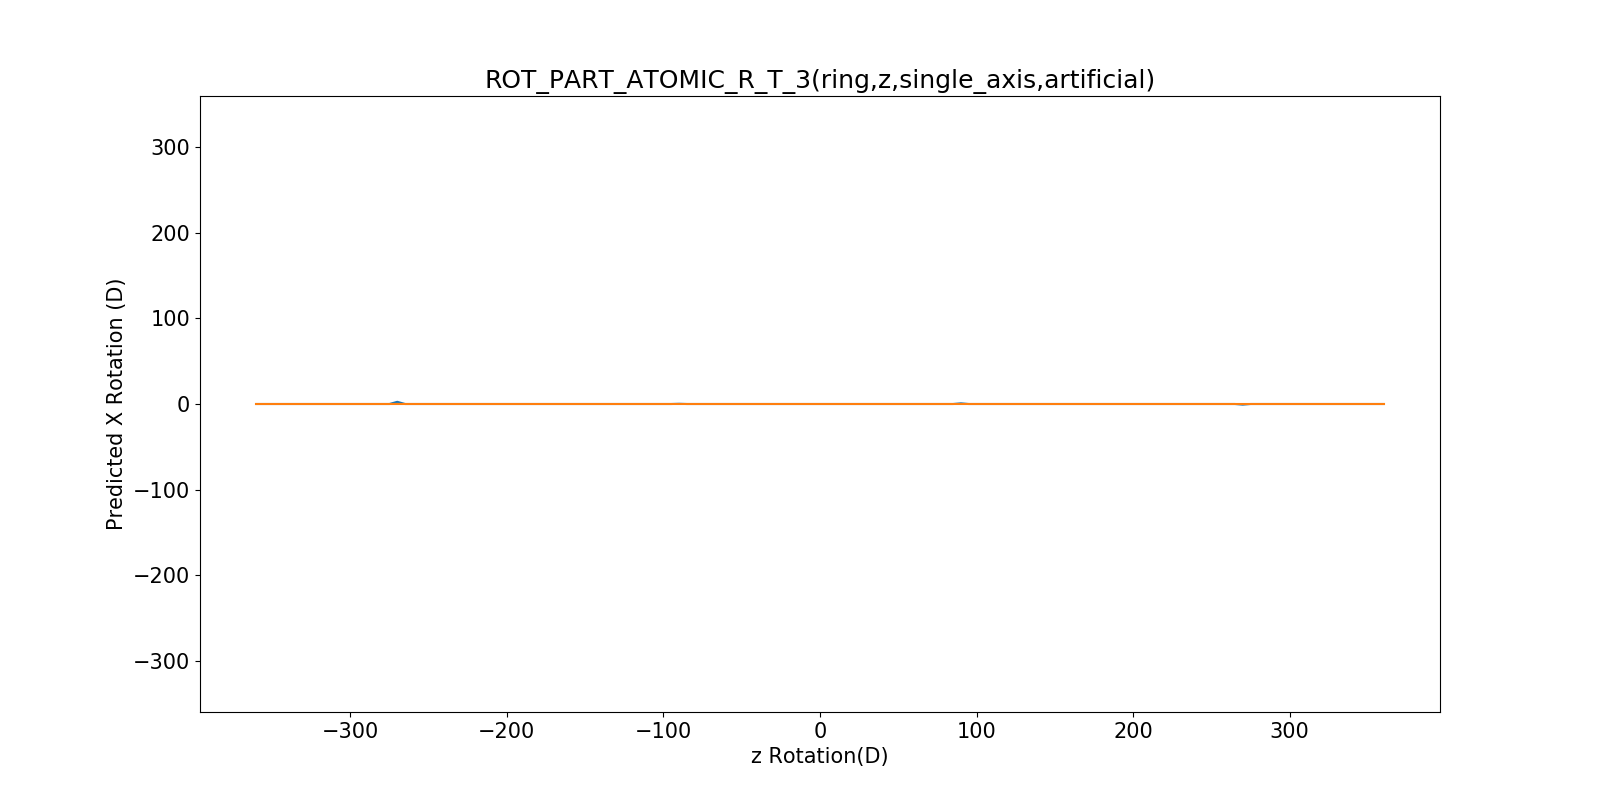 ROT_PART_ATOMIC_R_T_3(ring,z,single_axis,artificial)
300
200
100
0
−100
−200
−300
Predicted X Rotation (D)
−300 −200 −100 0 100 200 300
z Rotation(D)